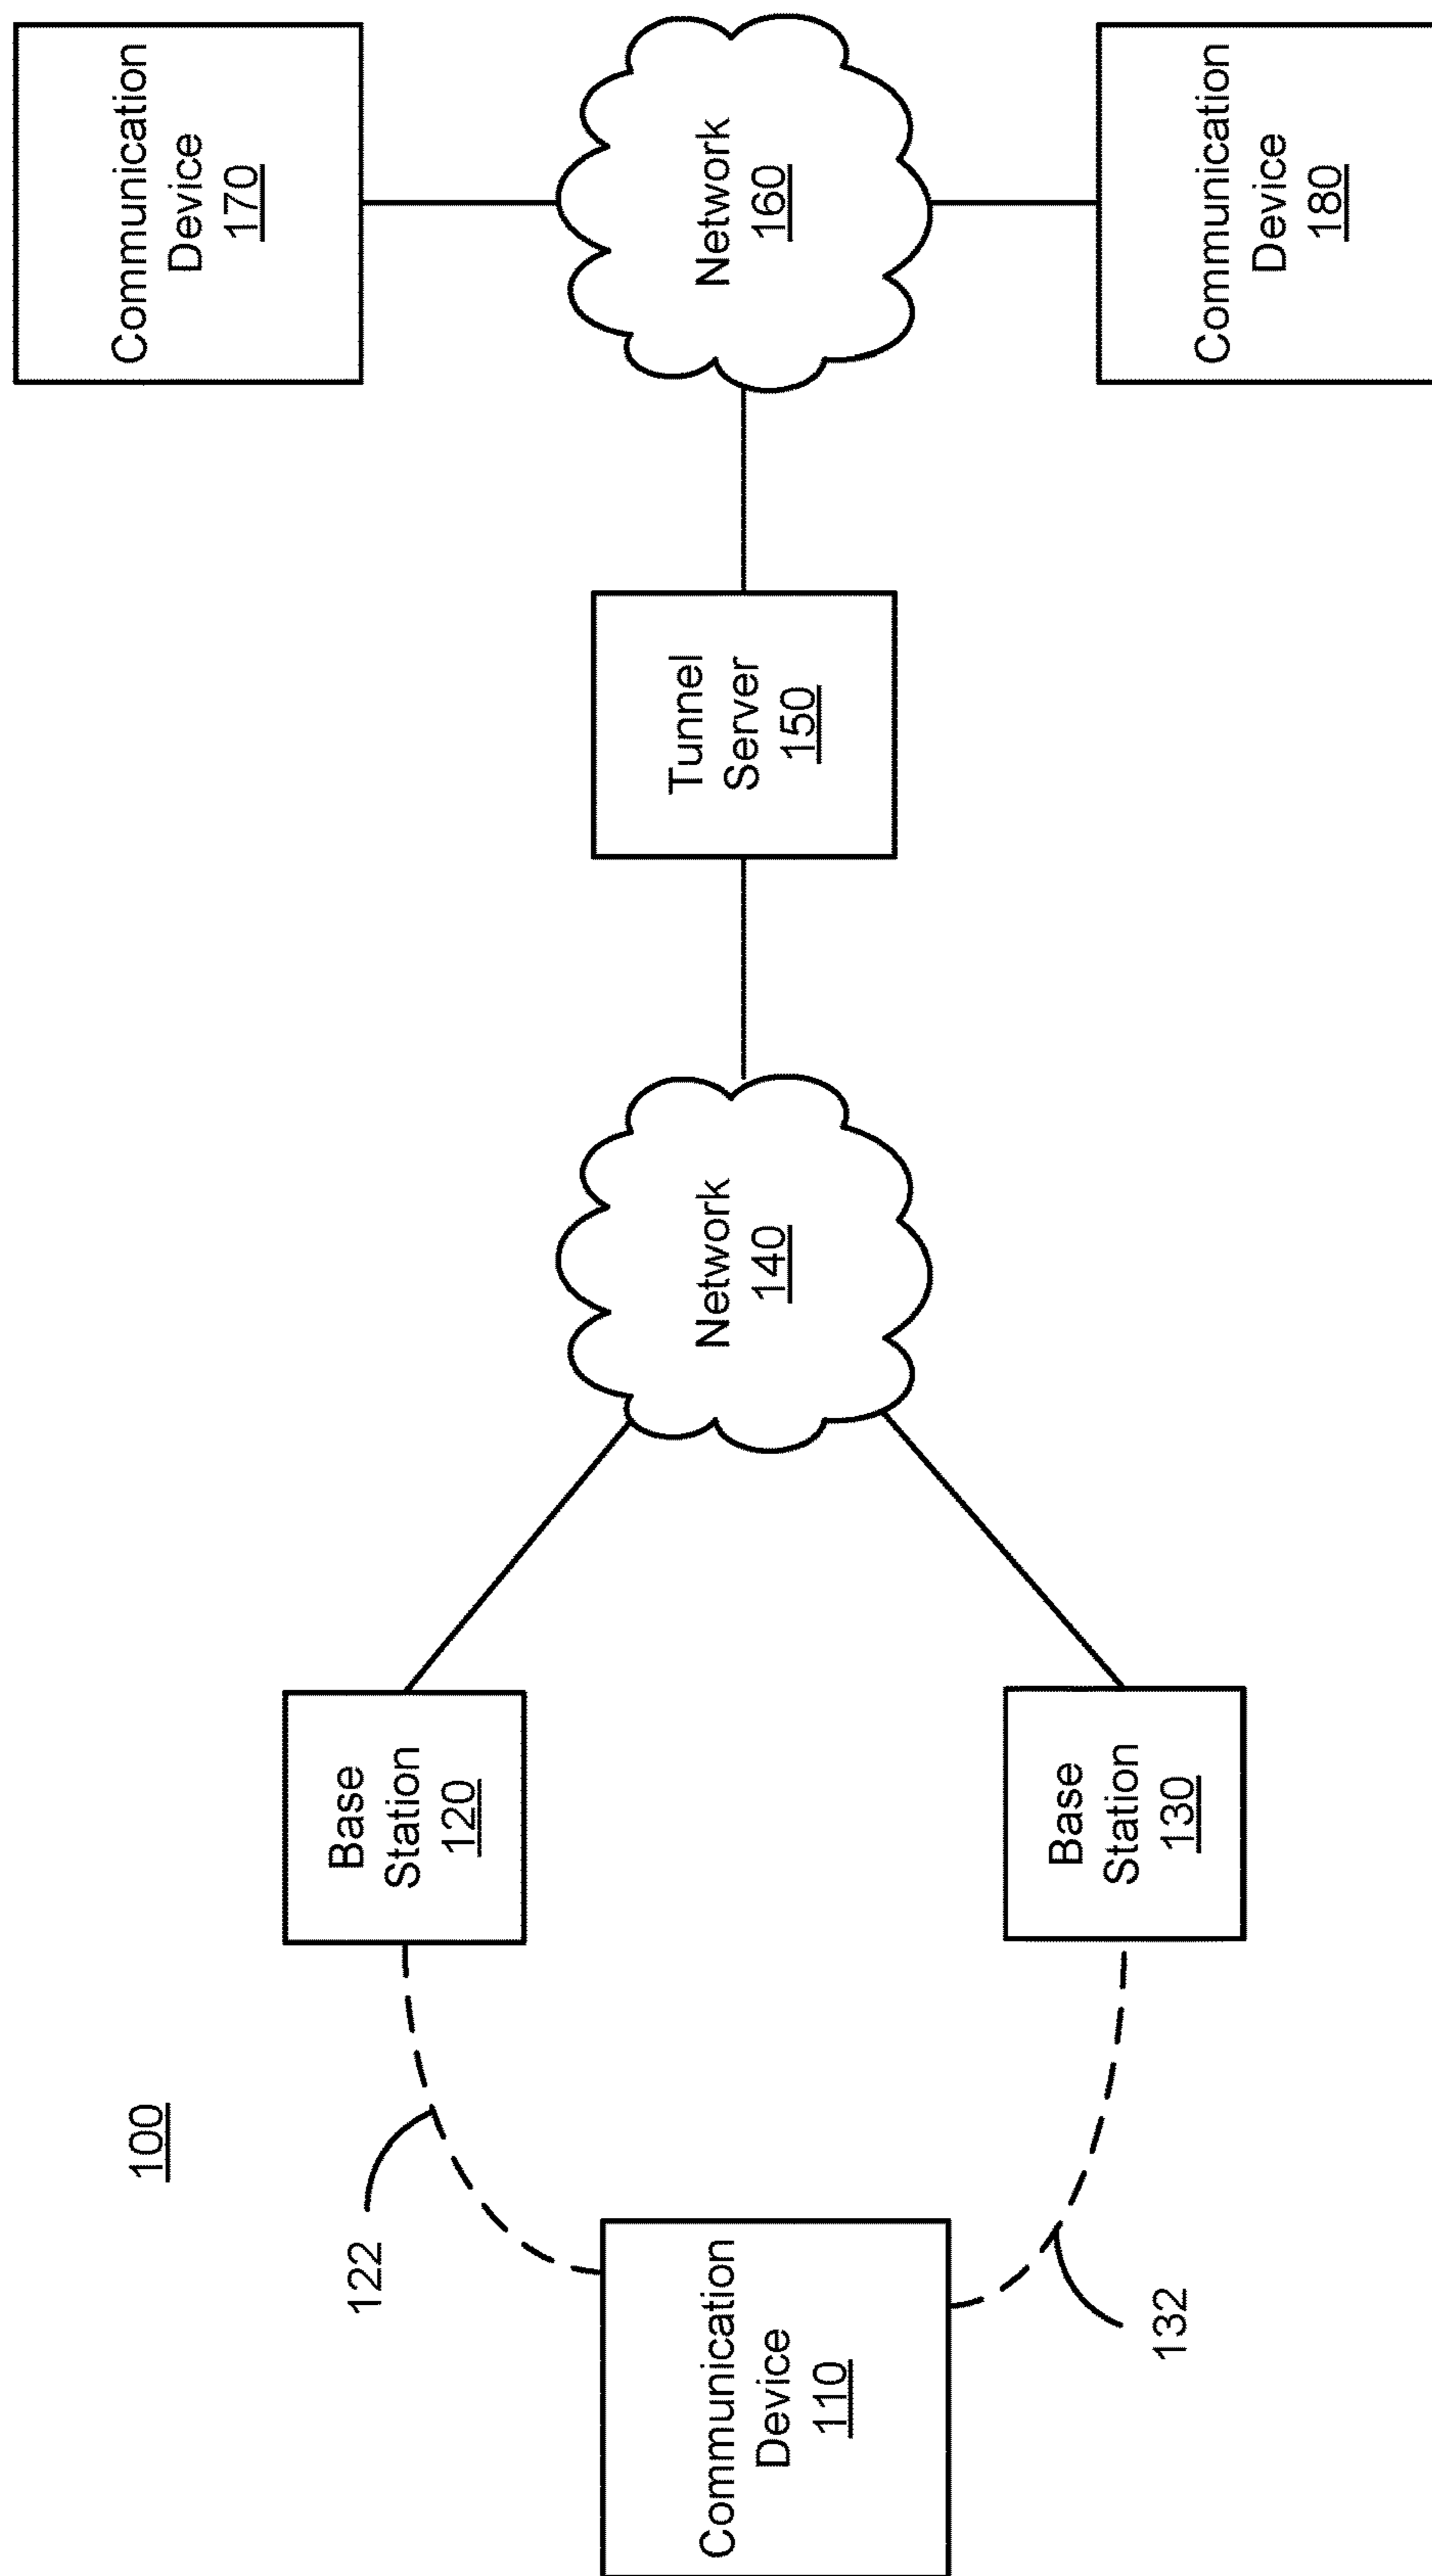 100
Communication
Device
110
122
132
Base
Station
120
Base
Station
130
Network
140
Tunnel
Server
150
Communication
Device
170
Network
160
Communication
Device
180